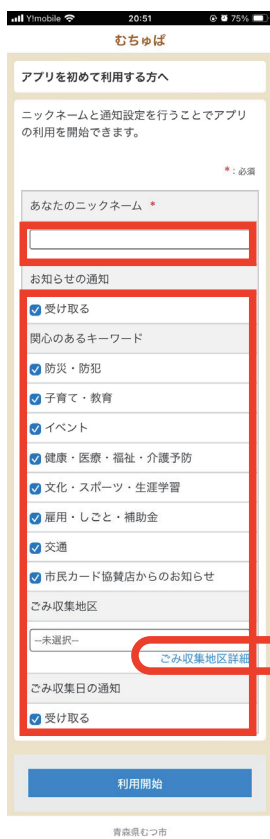 Y!mobile 20:51 75%
むちゅぱ
アプリを初めて利用する方へ
ニックネームと通知設定を行うことでアプリ
の利用を開始できます。
*：必須
あなたのニックネーム *
お知らせの通知
受け取る
関心のあるキーワード
防災・防犯
子育て・教育
イベント
健康・医療・福祉・介護予防
文化・スポーツ・生涯学習
雇用・しごと・補助金
交通
市民カード協賛店からのお知らせ
ごみ収集地区
--未選択--
ごみ収集地区詳細
ごみ収集日の通知
受け取る
利用開始
青森県むつ市